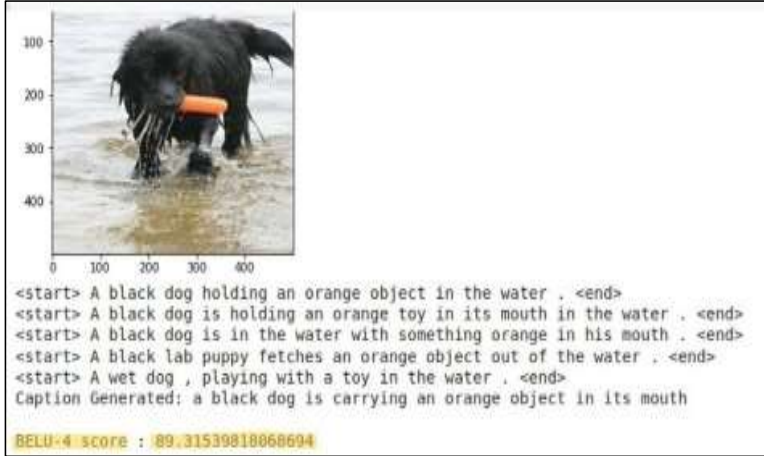 100
200
300
400
0 100 200 300 400
<start> A black dog holding an orange object in the water . <end>
<start> A black dog is holding an orange toy in its mouth in the water . <end>
<start> A black dog is in the water with something orange in his mouth . <end>
<start> A black lab puppy fetches an orange object out of the water . <end>
<start> A wet dog , playing with a toy in the water . <end>
Caption Generated: a black dog is carrying an orange object in its mouth
BELU-4 score : 89.31539818068694